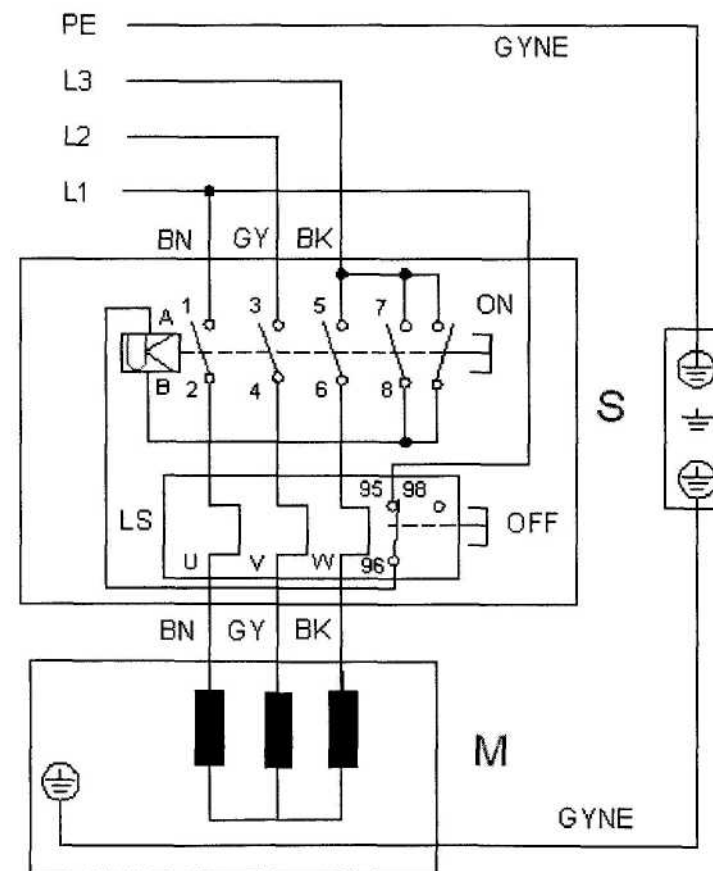 PE
GYNE
L3
L2
L1
BN GY BK
A 1 3 5 7 ON
B 2 4 6 8
S
95 98
LS OFF
U V W 96
BN GY BK
M
GYNE